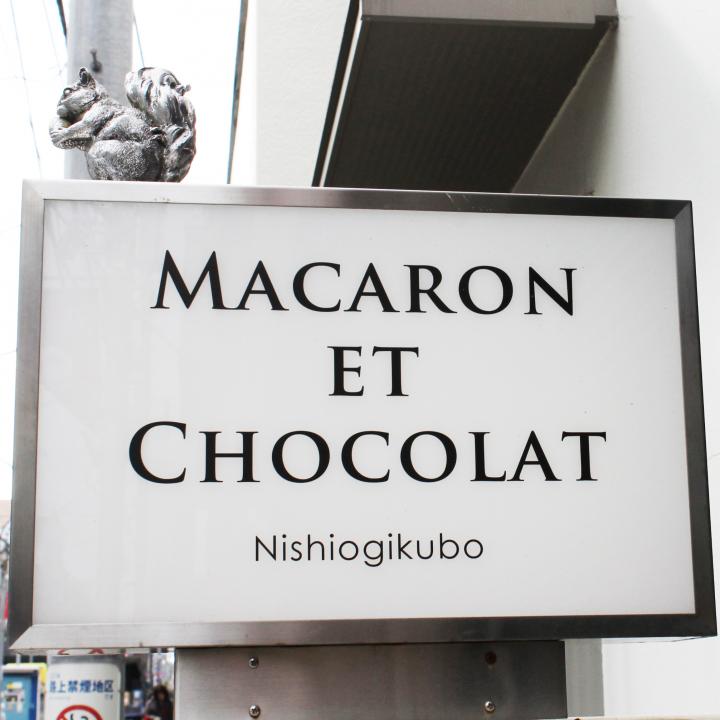 MACARON
ET
CHOCOLAT
Nishiogikubo
路上禁煙地区